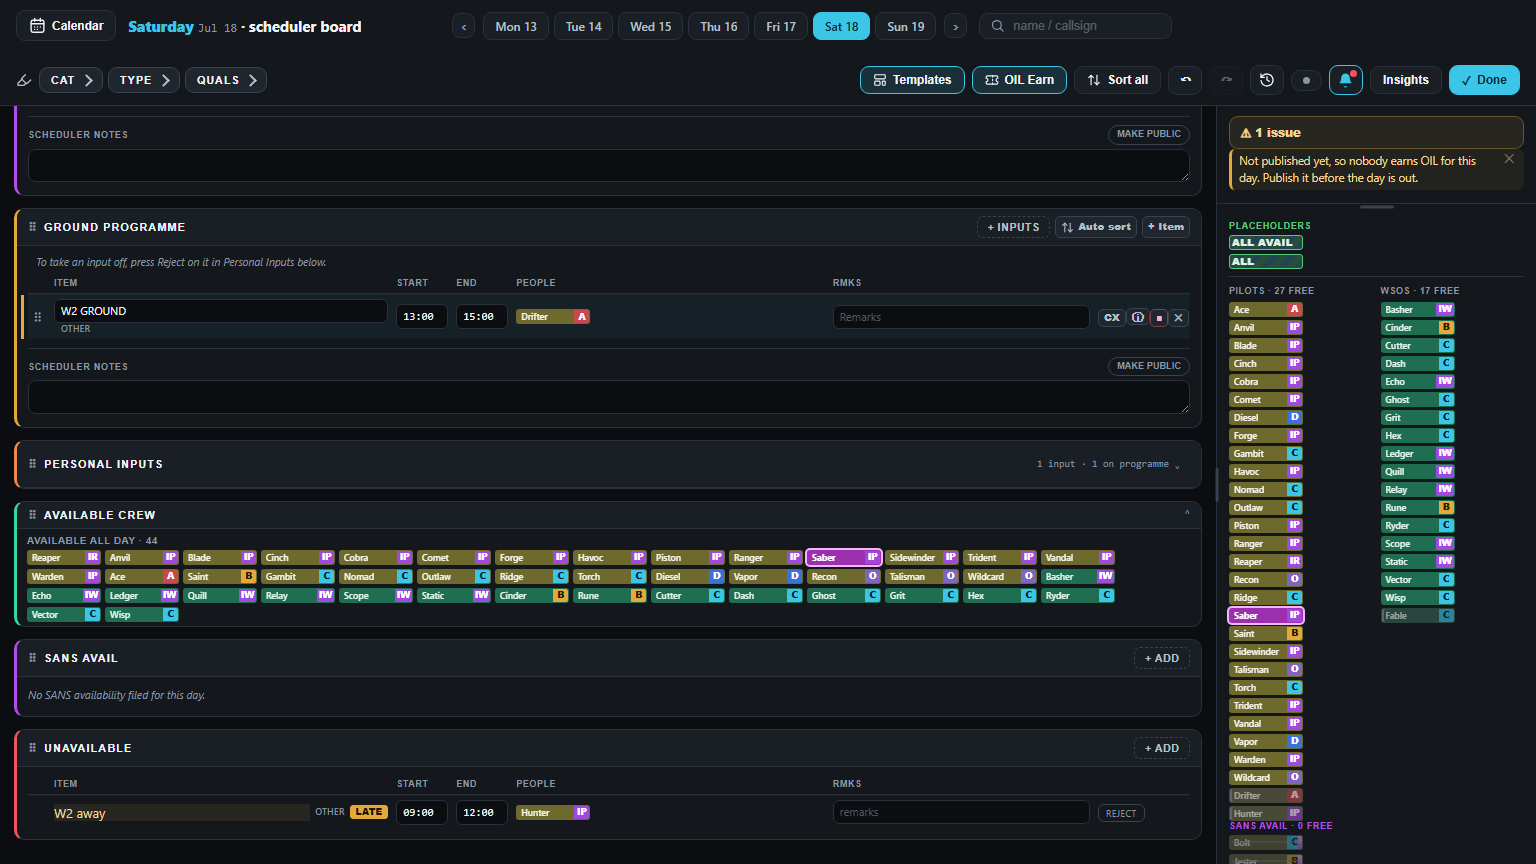 Calendar
Saturday Jul 18 · scheduler board
‹ Mon 13 Tue 14 Wed 15 Thu 16 Fri 17 Sat 18 Sun 19 ›
name / callsign
CAT TYPE QUALS
Templates OIL Earn Sort all Insights ✓ Done
SCHEDULER NOTES MAKE PUBLIC
GROUND PROGRAMME + INPUTS Auto sort + Item
To take an input off, press Reject on it in Personal Inputs below.
ITEM START END PEOPLE RMKS
W2 GROUND 13:00 15:00 Drifter A Remarks CX
OTHER
SCHEDULER NOTES MAKE PUBLIC
PERSONAL INPUTS 1 input · 1 on programme
AVAILABLE CREW
AVAILABLE ALL DAY · 44
Reaper IR Anvil IP Blade IP Cinch IP Cobra IP Comet IP Forge IP Havoc IP Piston IP Ranger IP Saber IP Sidewinder IP Trident IP Vandal IP
Warden IP Ace A Saint B Gambit C Nomad C Outlaw C Ridge C Torch C Diesel D Vapor D Recon O Talisman O Wildcard O Basher IW
Echo IW Ledger IW Quill IW Relay IW Scope IW Static IW Cinder B Rune B Cutter C Dash C Ghost C Grit C Hex C Ryder C
Vector C Wisp C
SANS AVAIL + ADD
No SANS availability filed for this day.
UNAVAILABLE + ADD
ITEM START END PEOPLE RMKS
W2 away OTHER LATE 09:00 12:00 Hunter IP remarks REJECT
⚠ 1 issue
Not published yet, so nobody earns OIL for this
day. Publish it before the day is out.
PLACEHOLDERS
ALL AVAIL
ALL
PILOTS · 27 FREE
Ace A
Anvil IP
Blade IP
Cinch IP
Cobra IP
Comet IP
Diesel D
Forge IP
Gambit C
Havoc IP
Nomad C
Outlaw C
Piston IP
Ranger IP
Reaper IR
Recon O
Ridge C
Saber IP
Saint B
Sidewinder IP
Talisman O
Torch C
Trident IP
Vandal IP
Vapor D
Warden IP
Wildcard O
Drifter A
Hunter IP
WSOS · 17 FREE
Basher IW
Cinder B
Cutter C
Dash C
Echo IW
Ghost C
Grit C
Hex C
Ledger IW
Quill IW
Relay IW
Rune B
Ryder C
Scope IW
Static IW
Vector C
Wisp C
Fable C
SANS AVAIL · 0 FREE
Bolt C
Jester B